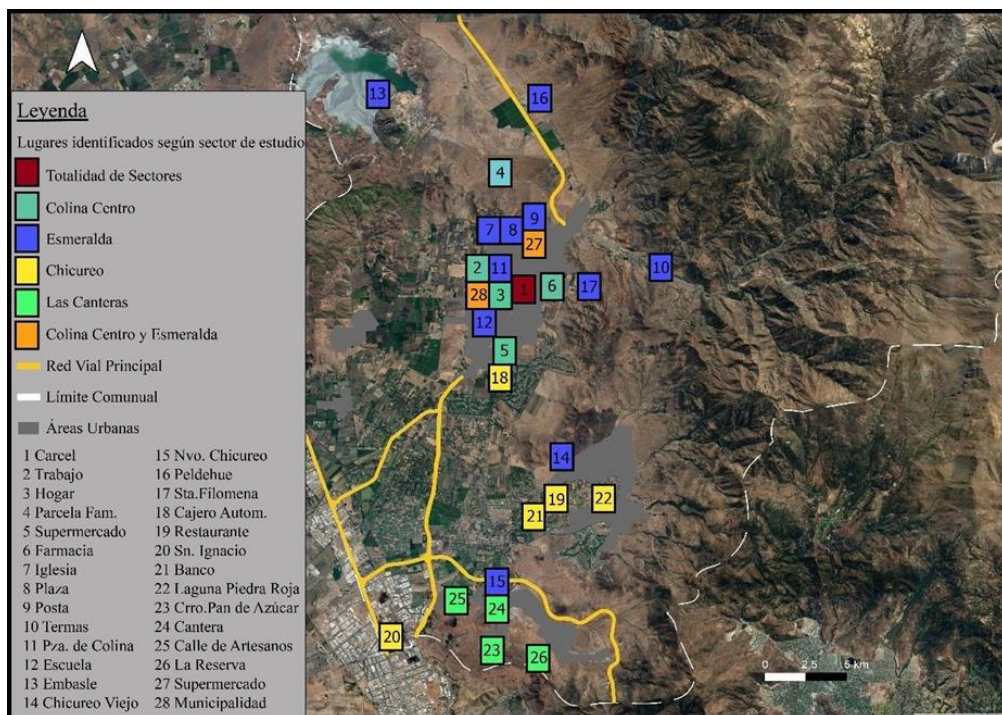 Leyenda
Lugares identificados según sector de estudio
Totalidad de Sectores
Colina Centro
Esmeralda
Chicureo
Las Canteras
Colina Centro y Esmeralda
Red Vial Principal
Límite Comunual
Áreas Urbanas
1 Carcel
2 Trabajo
3 Hogar
4 Parcela Fam.
5 Supermercado
6 Farmacia
7 Iglesia
8 Plaza
9 Posta
10 Termas
11 Pza. de Colina
12 Escuela
13 Embasle
14 Chicureo Viejo
15 Nvo. Chicureo
16 Peldehue
17 Sta.Filomena
18 Cajero Autom.
19 Restaurante
20 Sn. Ignacio
21 Banco
22 Laguna Piedra Roja
23 Crro.Pan de Azúcar
24 Cantera
25 Calle de Artesanos
26 La Reserva
27 Supermercado
28 Municipalidad
13
16
4
9
7
8
27
2
11
10
28
3
1
6
17
12
5
18
14
19
22
21
15
25
24
20
23
26
0 2,5 5 km